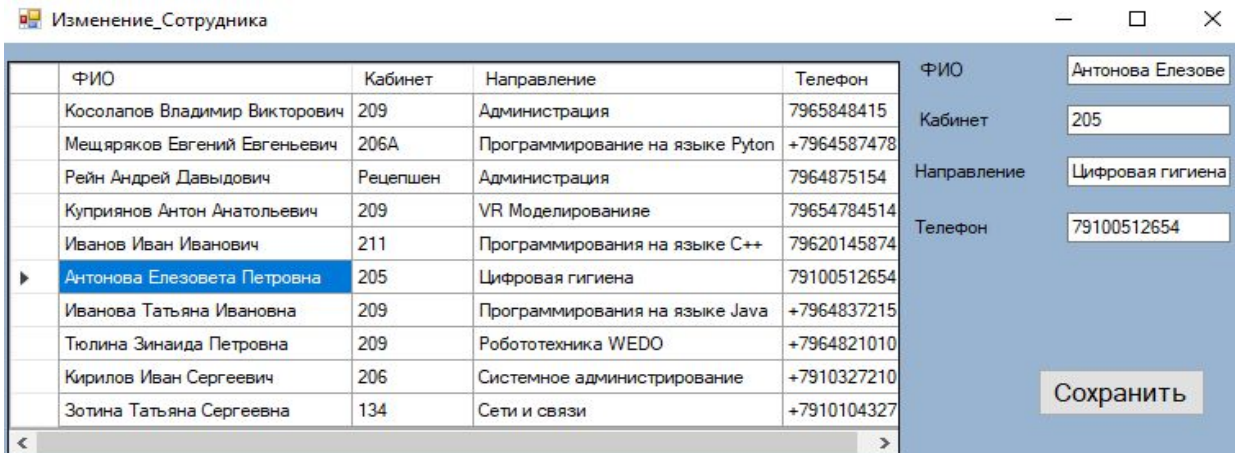 Изменение_Сотрудника
ФИО Кабинет Направление Телефон
Косолапов Владимир Викторович 209 Администрация 7965848415
Мещяряков Евгений Евгеньевич 206А Программирование на языке Pyton +7964587478
Рейн Андрей Давыдович Рецепшен Администрация 7964875154
Куприянов Антон Анатольевич 209 VR Моделированияе 79654784514
Иванов Иван Иванович 211 Программирования на языке C++ 79620145874
Антонова Елезовета Петровна 205 Цифровая гигиена 79100512654
Иванова Татьяна Ивановна 209 Программирования на языке Java +7964837215
Тюлина Зинаида Петровна 209 Робототехника WEDO +7964821010
Кирилов Иван Сергеевич 206 Системное администрирование +7910327210
Зотина Татьяна Сергеевна 134 Сети и связи +7910104327
ФИО Антонова Елезове
Кабинет 205
Направление Цифровая гигиена
Телефон 79100512654
Сохранить